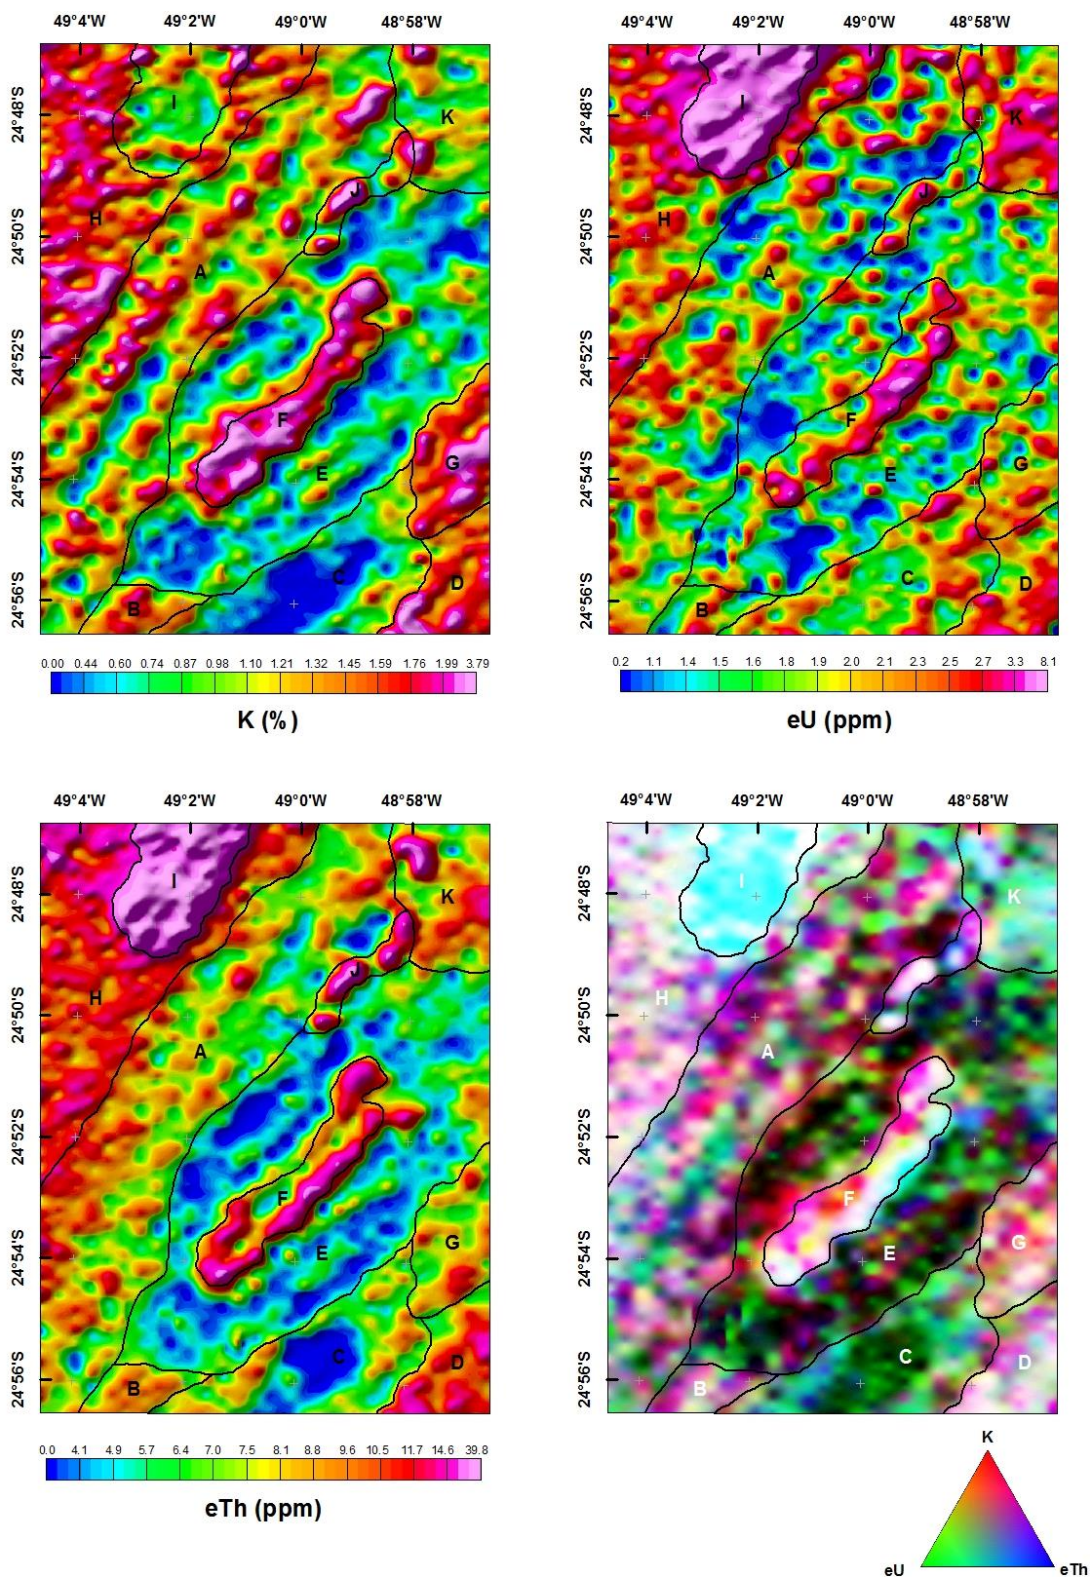 49°4'W 49°2'W 49°0'W 48°58'W
24°48'S
24°50'S
24°52'S
24°54'S
24°56'S
I
K
J
H
A
F
G
E
C
D
B
0.00 0.44 0.60 0.74 0.87 0.98 1.10 1.21 1.32 1.45 1.59 1.76 1.99 3.79
K (%)
49°4'W 49°2'W 49°0'W 48°58'W
24°48'S
24°50'S
24°52'S
24°54'S
24°56'S
I
K
J
H
A
F
G
E
C
D
B
0.2 1.1 1.4 1.5 1.6 1.8 1.9 2.0 2.1 2.3 2.5 2.7 3.3 8.1
eU (ppm)
49°4'W 49°2'W 49°0'W 48°58'W
24°48'S
24°50'S
24°52'S
24°54'S
24°56'S
I
K
J
H
A
F
G
E
C
D
B
0.0 4.1 4.9 5.7 6.4 7.0 7.5 8.1 8.8 9.6 10.5 11.7 14.6 39.8
eTh (ppm)
49°4'W 49°2'W 49°0'W 48°58'W
24°48'S
24°50'S
24°52'S
24°54'S
24°56'S
I
K
H
A
F
G
E
C
D
B
K
eU eTh